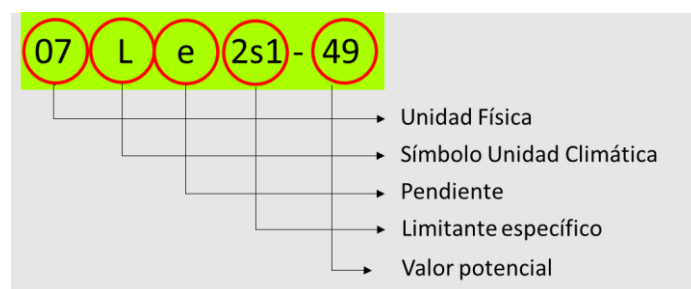 07 L e 2s1 - 49
Unidad Física
Símbolo Unidad Climática
Pendiente
Limitante específico
Valor potencial